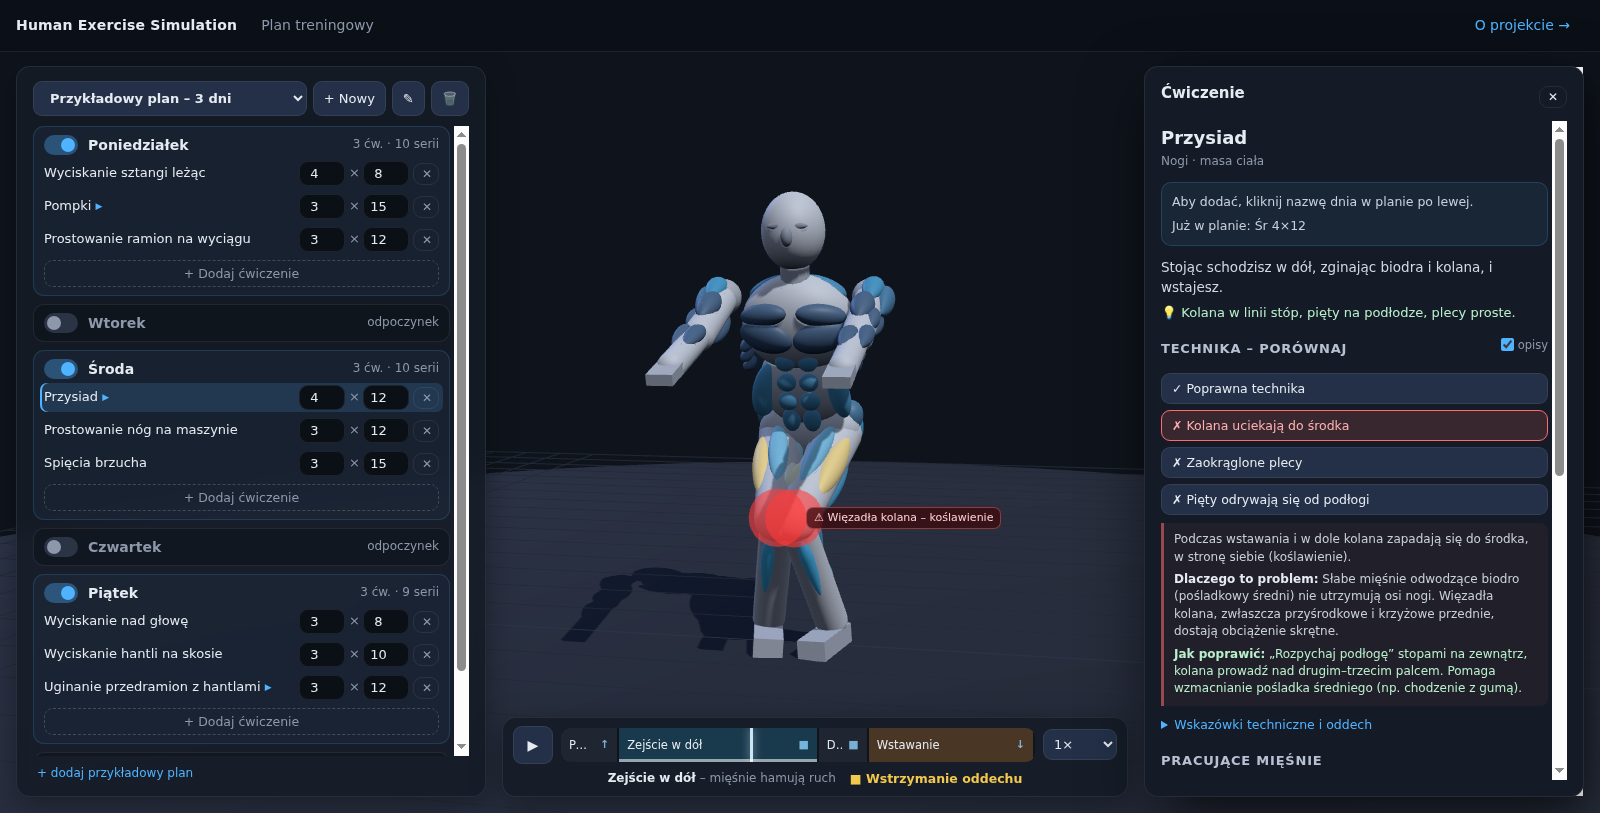 Human Exercise Simulation
Plan treningowy
O projekcie →
Przykładowy plan – 3 dni
+ Nowy
Poniedziałek
3 ćw. · 10 serii
Wyciskanie sztangi leżąc
4 × 8 ✕
Pompki ▸
3 × 15 ✕
Prostowanie ramion na wyciągu
3 × 12 ✕
+ Dodaj ćwiczenie
Wtorek
odpoczynek
Środa
3 ćw. · 10 serii
Przysiad ▸
4 × 12 ✕
Prostowanie nóg na maszynie
3 × 12 ✕
Spięcia brzucha
3 × 15 ✕
+ Dodaj ćwiczenie
Czwartek
odpoczynek
Piątek
3 ćw. · 9 serii
Wyciskanie nad głowę
3 × 8 ✕
Wyciskanie hantli na skosie
3 × 10 ✕
Uginanie przedramion z hantlami ▸
3 × 12 ✕
+ Dodaj ćwiczenie
+ dodaj przykładowy plan
⚠ Więzadła kolana – koślawienie
P... ↑
Zejście w dół ■
D.. ■
Wstawanie ↓
1×
Zejście w dół – mięśnie hamują ruch ■ Wstrzymanie oddechu
Ćwiczenie
✕
Przysiad
Nogi · masa ciała
Aby dodać, kliknij nazwę dnia w planie po lewej.
Już w planie: Śr 4×12
Stojąc schodzisz w dół, zginając biodra i kolana, i
wstajesz.
💡 Kolana w linii stóp, pięty na podłodze, plecy proste.
TECHNIKA – PORÓWNAJ
opisy
✓ Poprawna technika
✗ Kolana uciekają do środka
✗ Zaokrąglone plecy
✗ Pięty odrywają się od podłogi
Podczas wstawania i w dole kolana zapadają się do środka,
w stronę siebie (koślawienie).
Dlaczego to problem: Słabe mięśnie odwodzące biodro
(pośladkowy średni) nie utrzymują osi nogi. Więzadła
kolana, zwłaszcza przyśrodkowe i krzyżowe przednie,
dostają obciążenie skrętne.
Jak poprawić: „Rozpychaj podłogę” stopami na zewnątrz,
kolana prowadź nad drugim–trzecim palcem. Pomaga
wzmacnianie pośladka średniego (np. chodzenie z gumą).
▶ Wskazówki techniczne i oddech
PRACUJĄCE MIĘŚNIE